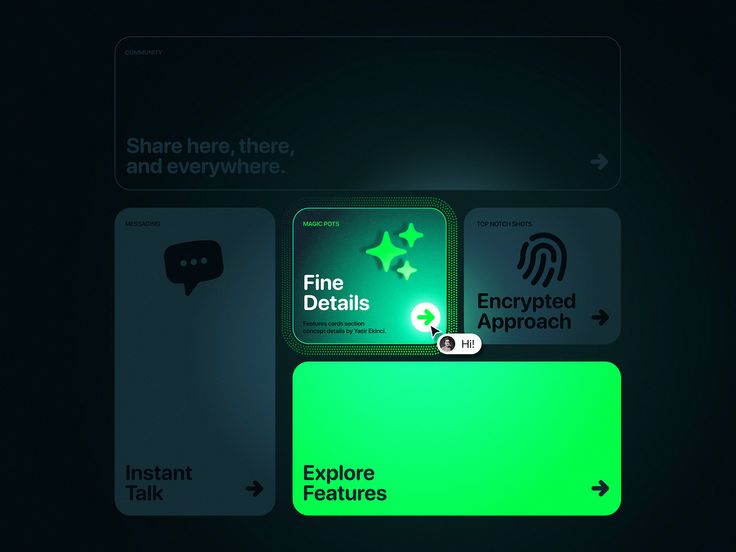 COMMUNITY
Share here, there,
and everywhere.
MESSAGING
Instant
Talk
MAGIC POTS
Fine
Details
Features cards section
concept details by Yasir Ekinci.
Hi!
TOP NOTCH SHOTS
Encrypted
Approach
Explore
Features